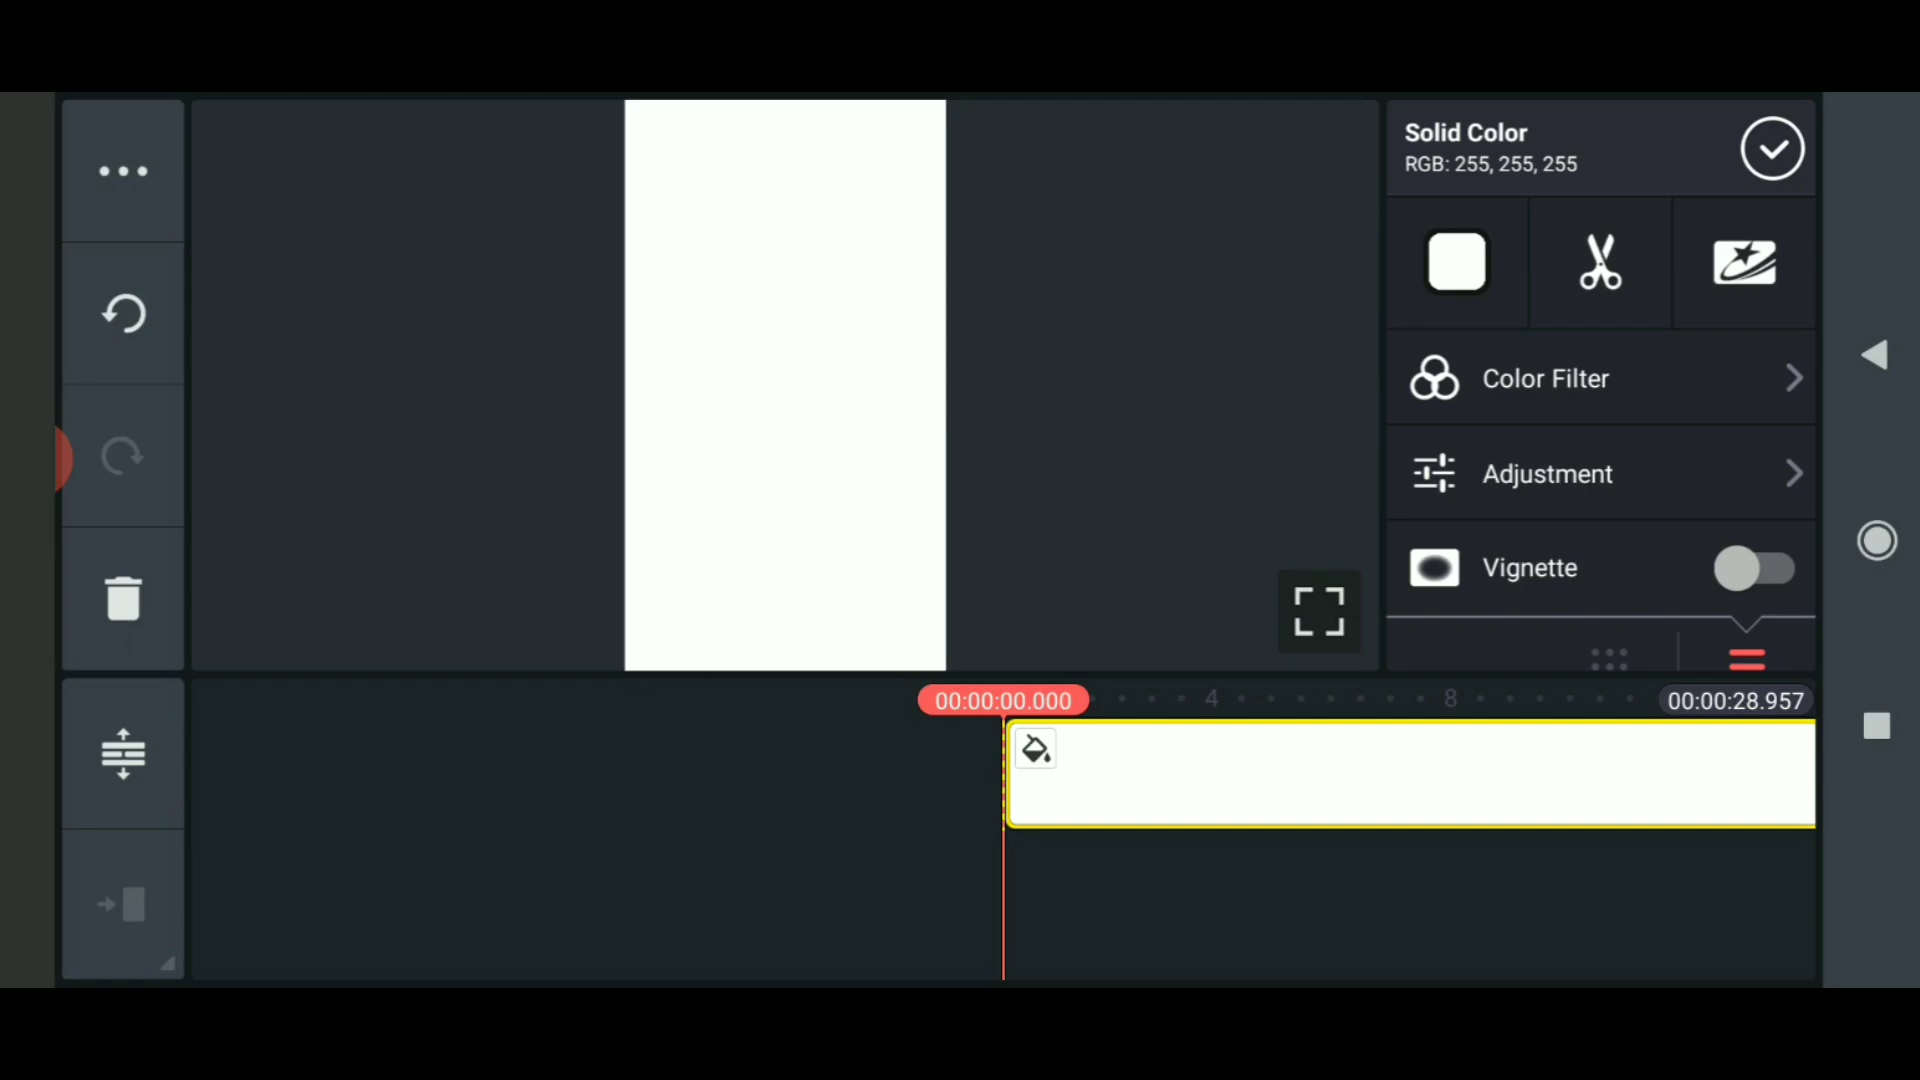 Solid Color
RGB: 255, 255, 255
Color Filter
Adjustment
Vignette
00:00:00.000
4
8
00:00:28.957